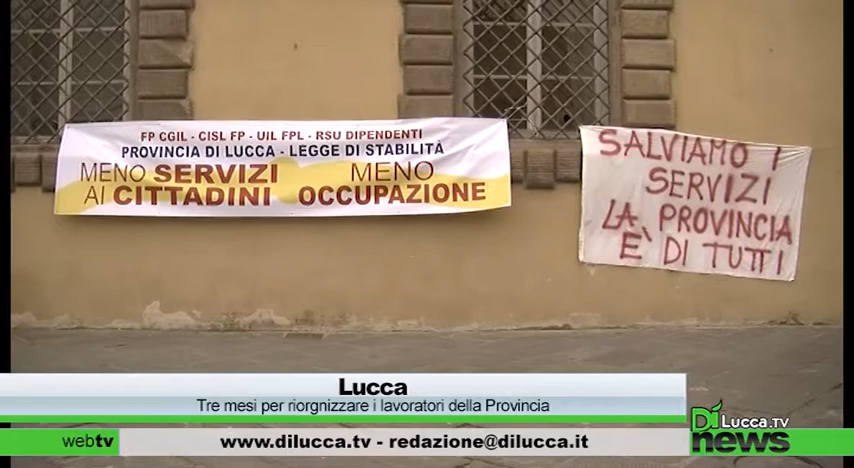 FP CGIL - CISL FP - UIL FPL - RSU DIPENDENTI
PROVINCIA DI LUCCA - LEGGE DI STABILITÀ
MENO SERVIZI MENO
AI CITTADINI OCCUPAZIONE
SALVIAMO I
SERVIZI
LA PROVINCIA
È DI TUTTI
Lucca
Tre mesi per riorgnizzare i lavoratori della Provincia
webtv www.dilucca.tv - redazione@dilucca.it
Di Lucca.TV
news